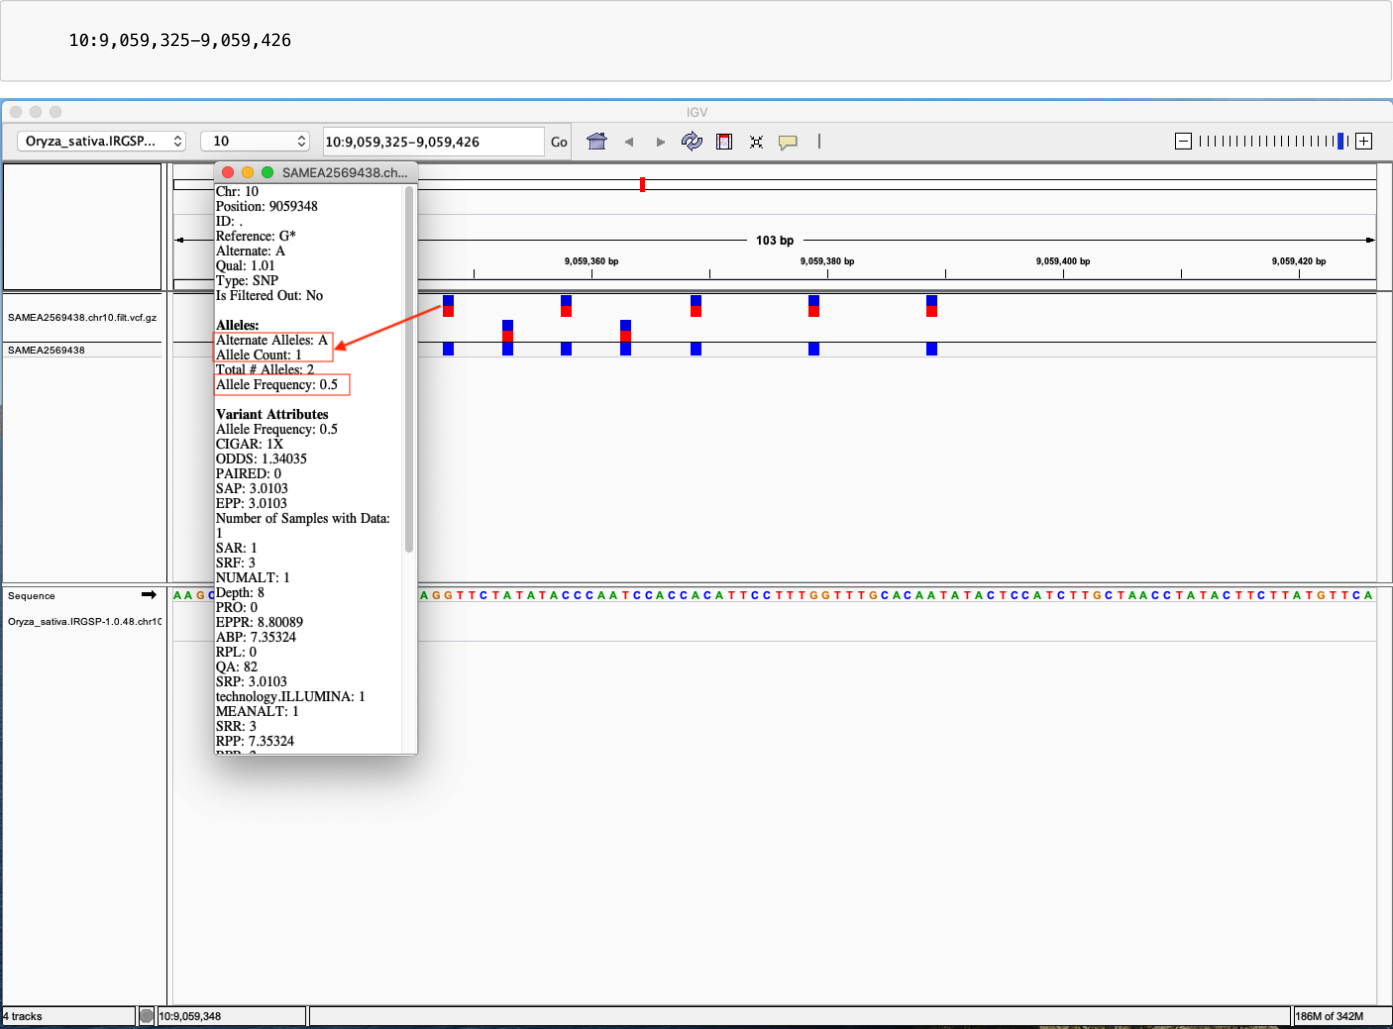 10:9,059,325-9,059,426
IGV
Oryza_sativa.IRGSP...
10
10:9,059,325-9,059,426
Go
SAMEA2569438.ch...
Chr: 10
Position: 9059348
ID: .
Reference: G*
Alternate: A
Qual: 1.01
Type: SNP
Is Filtered Out: No
Alleles:
Alternate Alleles: A
Allele Count: 1
Total # Alleles: 2
Allele Frequency: 0.5
Variant Attributes
Allele Frequency: 0.5
CIGAR: 1X
ODDS: 1.34035
PAIRED: 0
SAP: 3.0103
EPP: 3.0103
Number of Samples with Data:
1
SAR: 1
SRF: 3
NUMALT: 1
Depth: 8
PRO: 0
EPPR: 8.80089
ABP: 7.35324
RPL: 0
QA: 82
SRP: 3.0103
technology.ILLUMINA: 1
MEANALT: 1
SRR: 3
RPP: 7.35324
103 bp
9,059,360 bp
9,059,380 bp
9,059,400 bp
9,059,420 bp
SAMEA2569438.chr10.filt.vcf.gz
SAMEA2569438
Sequence
A A G C
A G G T T C T A T A T A C C C A A T C C A C C A C A T T C C T T T G G T T T G C A C A A T A T A C T C C A T C T T G C T A A C C T A T A C T T C T T A T G T T C A
Oryza_sativa.IRGSP-1.0.48.chr10
4 tracks
10:9,059,348
186M of 342M